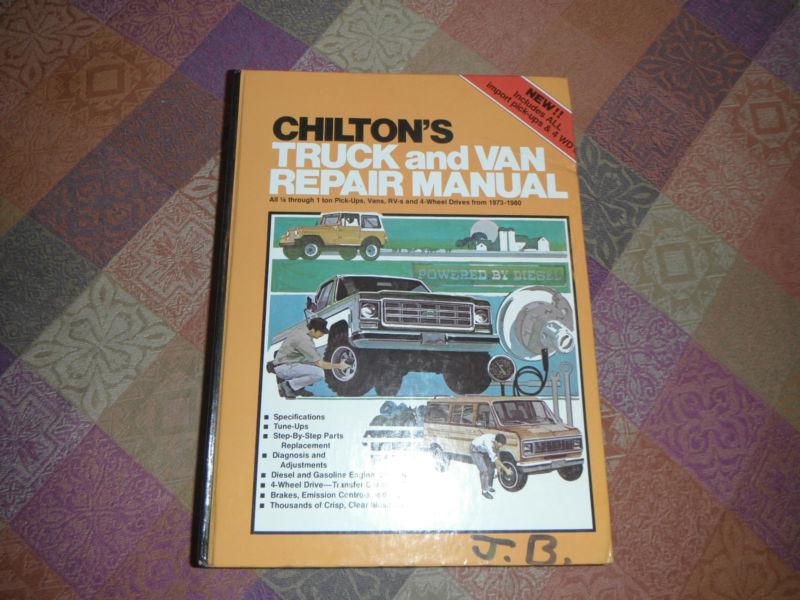 NEW!!
Includes ALL
import pick-ups & 4 WD
CHILTON'S
TRUCK and VAN
REPAIR MANUAL
All ¼ through 1 ton Pick-Ups, Vans, RV-s and 4-Wheel Drives from 1973-1980
POWERED BY DIESEL
■ Specifications
■ Tune-Ups
■ Step-By-Step Parts
Replacement
■ Diagnosis and
Adjustments
■ Diesel and Gasoline Engine
■ 4-Wheel Drive—Transfer
■ Brakes, Emission Controls
■ Thousands of Crisp, Clear
J.B.